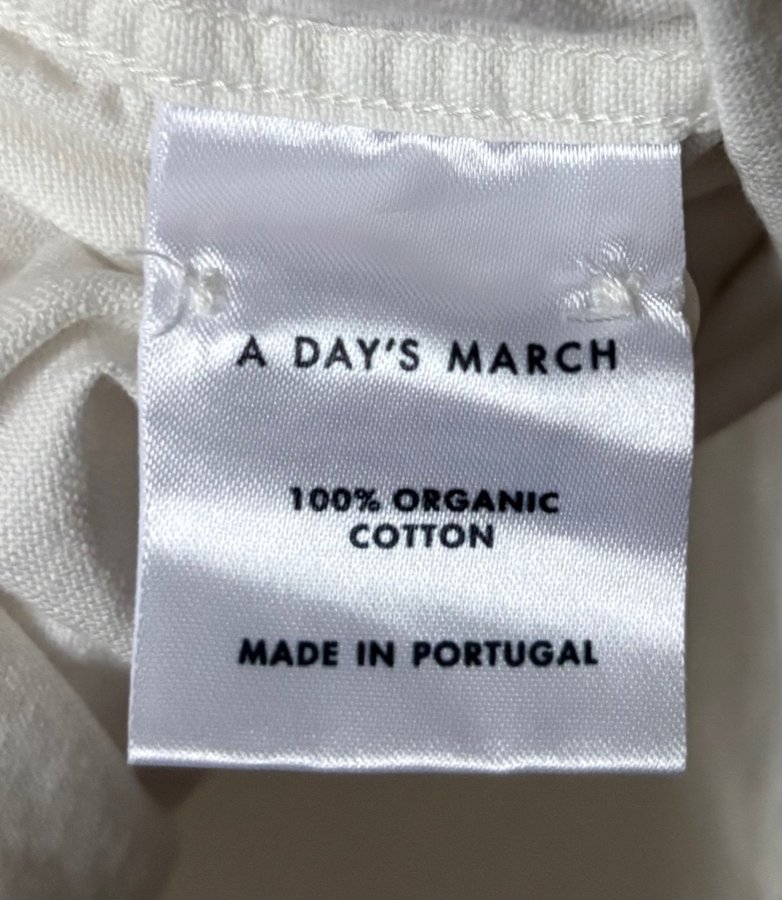 A DAY'S MARCH
100% ORGANIC
COTTON
MADE IN PORTUGAL